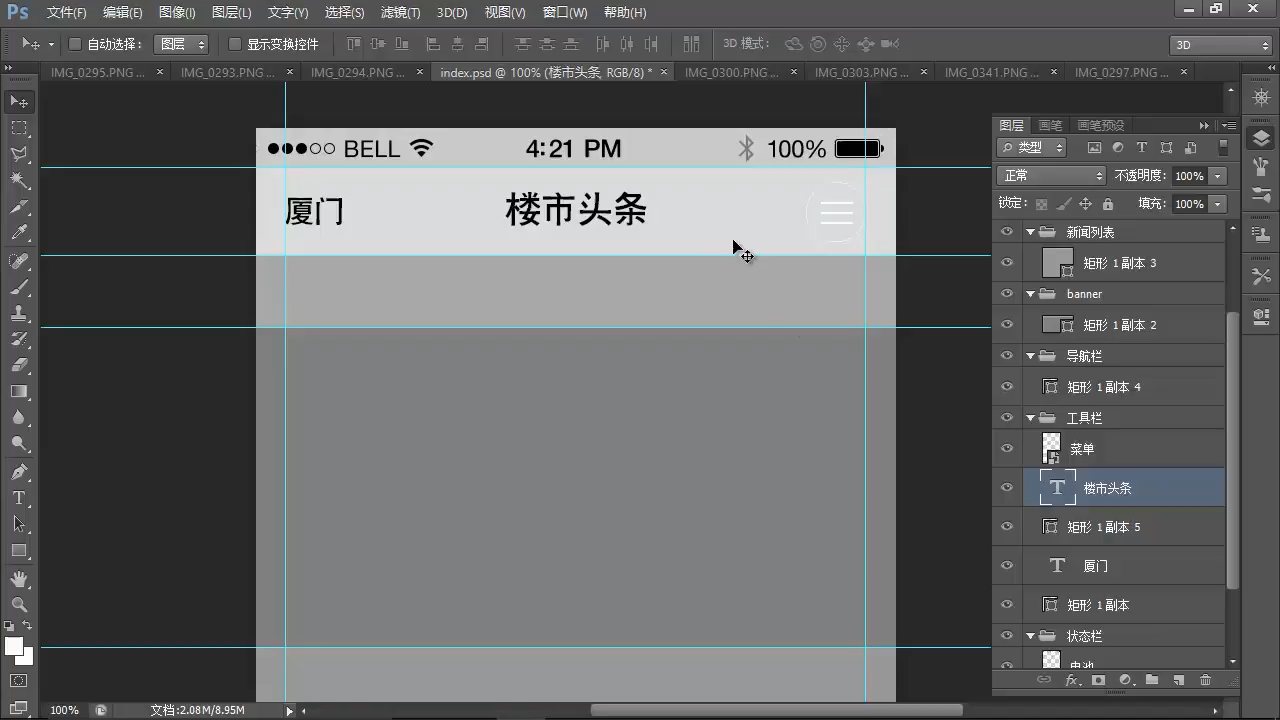 Ps 文件(F) 编辑(E) 图像(I) 图层(L) 文字(Y) 选择(S) 滤镜(T) 3D(D) 视图(V) 窗口(W) 帮助(H)
自动选择: 图层 显示变换控件 3D 模式: 3D
IMG_0295.PNG ... × IMG_0293.PNG ... × IMG_0294.PNG ... × index.psd @ 100% (楼市头条, RGB/8) * × IMG_0300.PNG ... × IMG_0303.PNG ... × IMG_0341.PNG ... × IMG_0297.PNG ... ×
BELL 4:21 PM 100%
厦门 楼市头条
图层 画笔 画笔预设
类型
正常 不透明度: 100%
锁定: 填充: 100%
新闻列表
矩形 1 副本 3
banner
矩形 1 副本 2
导航栏
矩形 1 副本 4
工具栏
菜单
T 楼市头条
矩形 1 副本 5
T 厦门
矩形 1 副本
状态栏
电池
fx
100% 文档:2.08M/8.95M